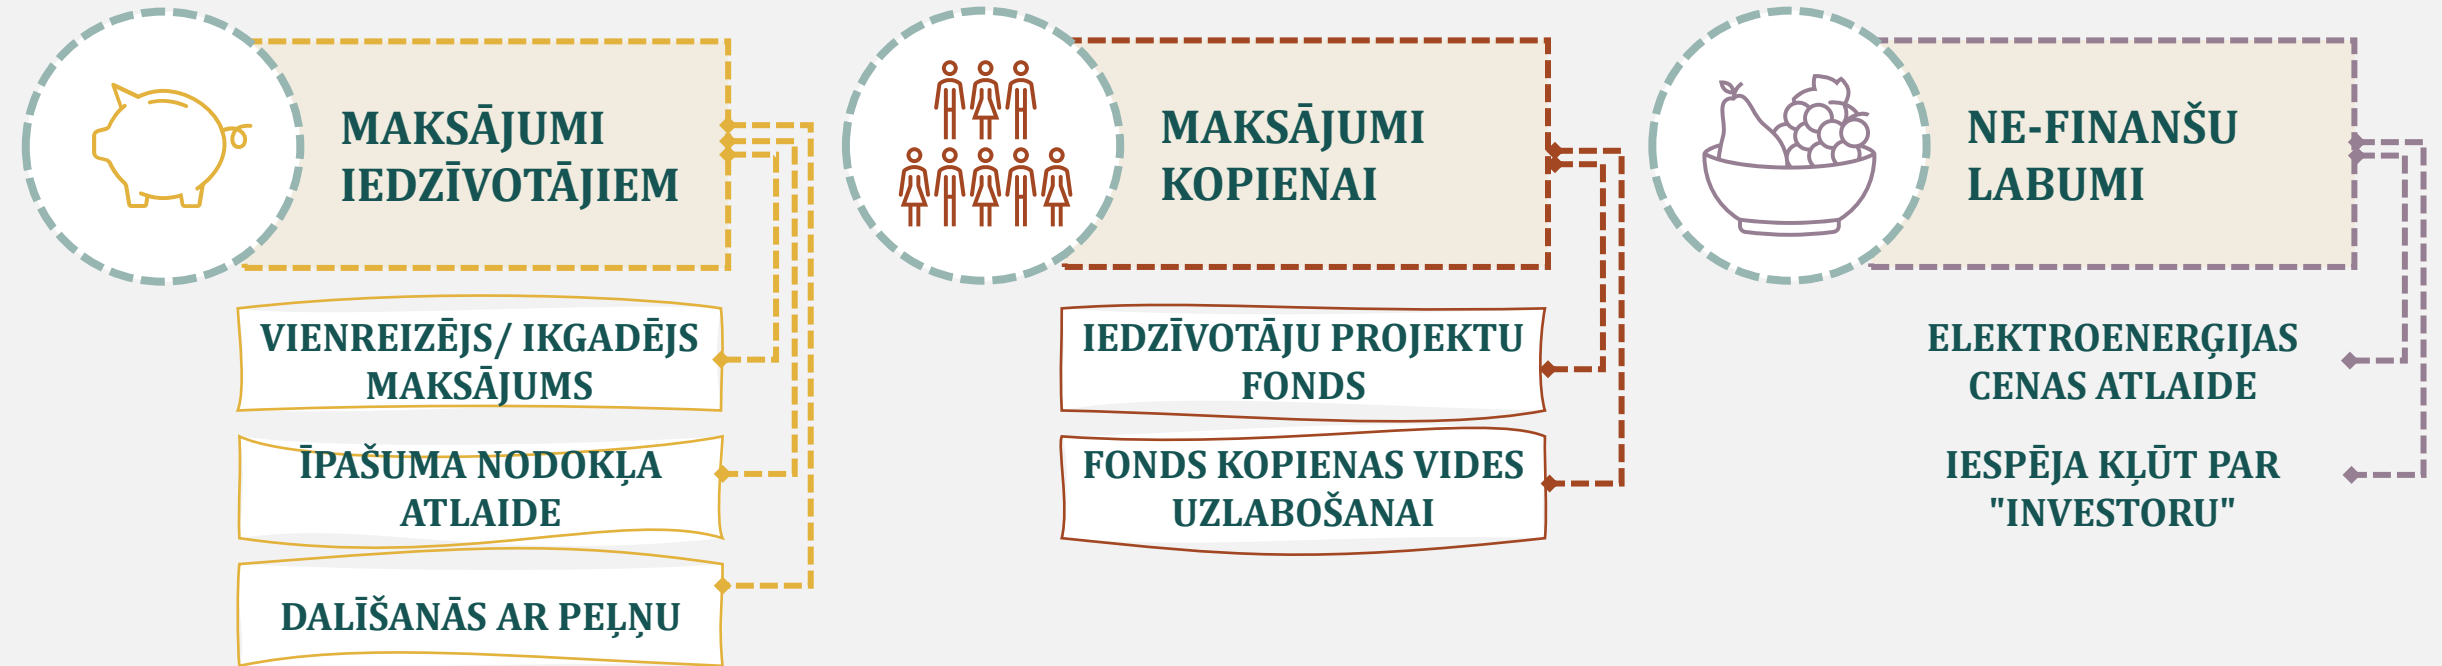 MAKSĀJUMI
IEDZĪVOTĀJIEM
VIENREIZĒJS/ IKGADĒJS
MAKSĀJUMS
ĪPAŠUMA NODOKĻA
ATLAIDE
DALĪŠANĀS AR PEĻŅU
MAKSĀJUMI
KOPIENAI
IEDZĪVOTĀJU PROJEKTU
FONDS
FONDS KOPIENAS VIDES
UZLABOŠANAI
NE-FINANŠU
LABUMI
ELEKTROENERĢIJAS
CENAS ATLAIDE
IESPĒJA KĻŪT PAR
"INVESTORU"